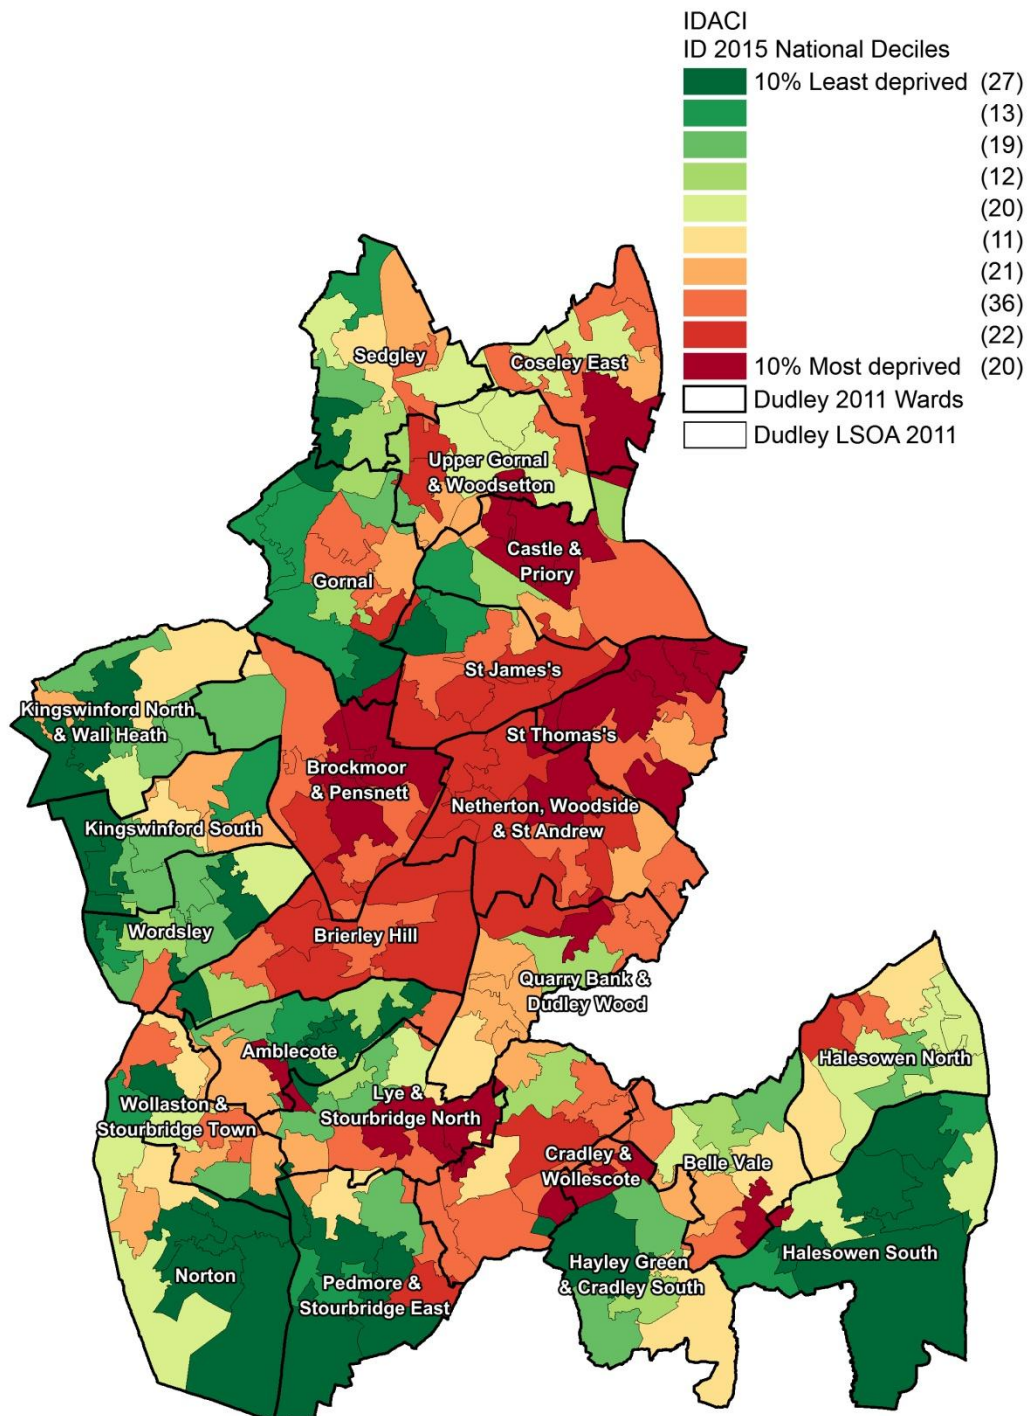 IDACI
ID 2015 National Deciles
10% Least deprived (27)
(13)
(19)
(12)
(20)
(11)
(21)
(36)
(22)
10% Most deprived (20)
Dudley 2011 Wards
Dudley LSOA 2011
Sedgley
Coseley East
Upper Gornal
& Woodsetton
Castle &
Priory
Gornal
St James's
Kingswinford North
& Wall Heath
St Thomas's
Brockmoor
& Pensnett
Netherton, Woodside
& St Andrew
Kingswinford South
Wordsley
Brierley Hill
Quarry Bank &
Dudley Wood
Amblecote
Halesowen North
Lye &
Stourbridge North
Wollaston &
Stourbridge Town
Cradley &
Wollescote
Belle Vale
Halesowen South
Hayley Green
& Cradley South
Norton
Pedmore &
Stourbridge East